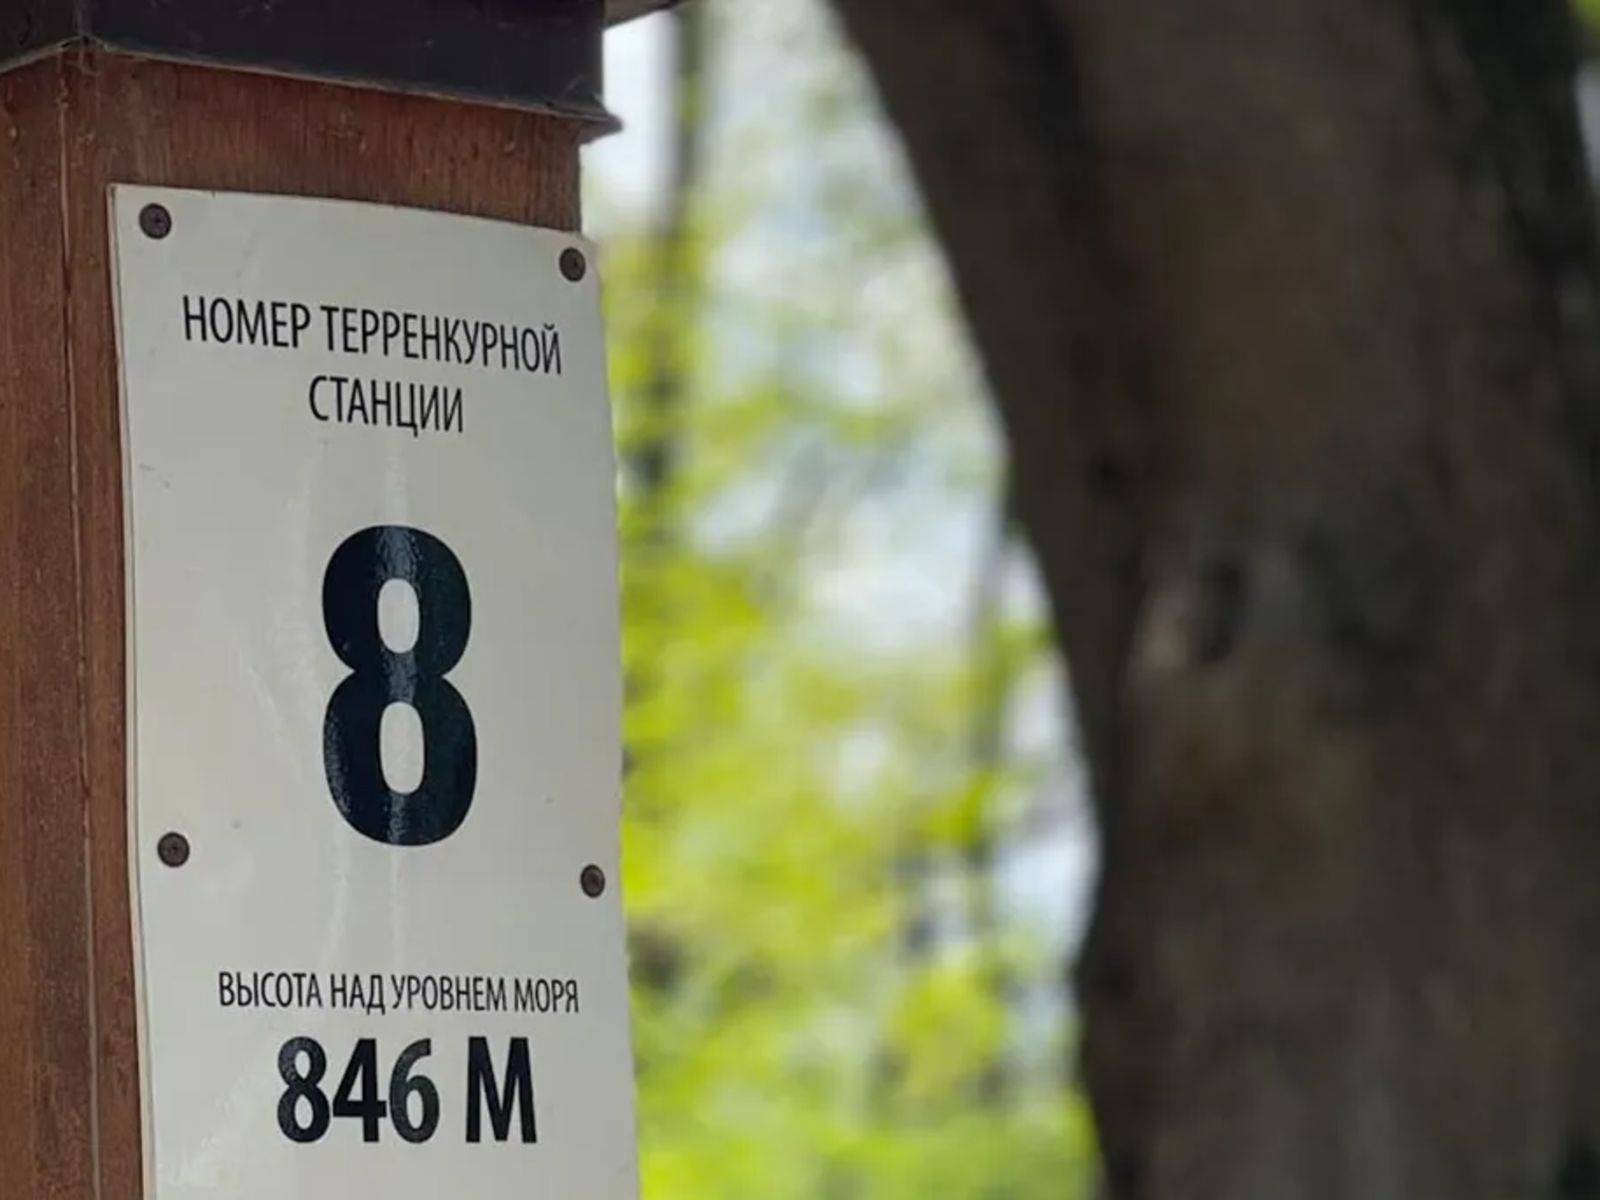 НОМЕР ТЕРРЕНКУРНОЙ
СТАНЦИИ
8
ВЫСОТА НАД УРОВНЕМ МОРЯ
846 М